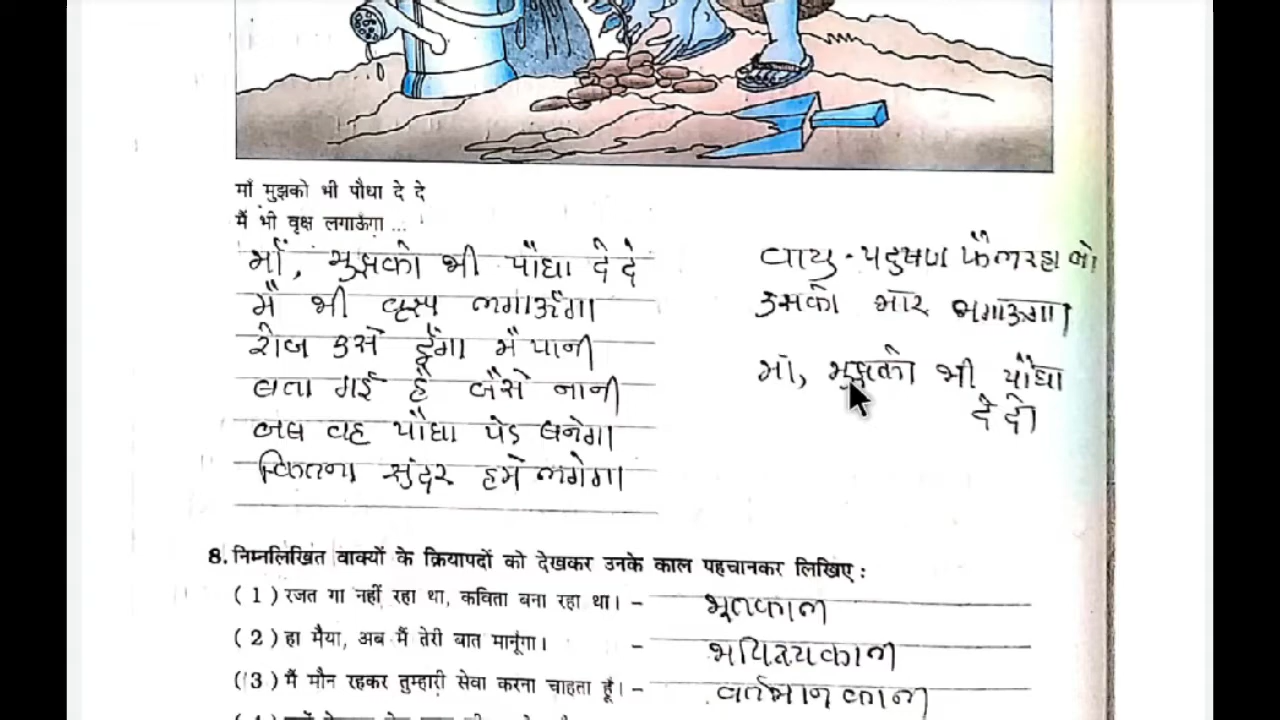 माँ मुझको भी पौधा दे दे
मैं भी वृक्ष लगाऊँगा ...
माँ, मुझको भी पौधा दे दे
मैं भी वृक्ष लगाऊँगा
रोज उसे दूँगा मैं पानी
बता गई है जैसे नानी
जब वह पौधा पेड बनेगा
कितना सुंदर हमें लगेगा
वायु - पदुषण फैल रहा जो
उसको मार भगाऊंगा।
माँ, मुझको भी पौधा
दे दो
8. निम्नलिखित वाक्यों के क्रियापदों को देखकर उनके काल पहचानकर लिखिए :
( 1 ) रजत गा नहीं रहा था, कविता बना रहा था। – भूतकाल
( 2 ) हा मैया, अब मैं तेरी बात मानूंगा। – भविष्यकाल
( 3 ) मैं मौन रहकर तुम्हारी सेवा करना चाहता हूँ। – वर्तमान काल